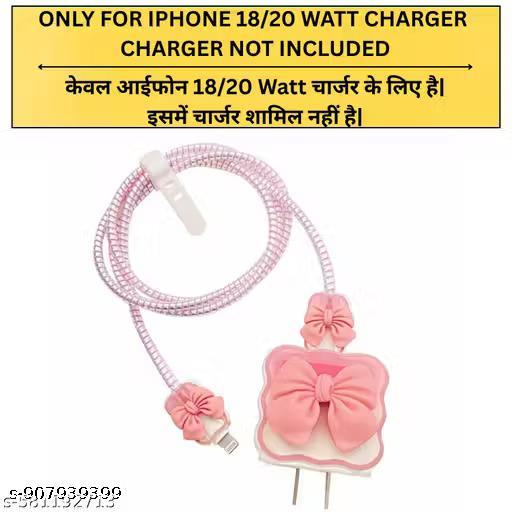 ONLY FOR IPHONE 18/20 WATT CHARGER
CHARGER NOT INCLUDED
केवल आईफोन 18/20 Watt चार्जर के लिए है|
इसमें चार्जर शामिल नहीं है|
s-907939399
s-581132713